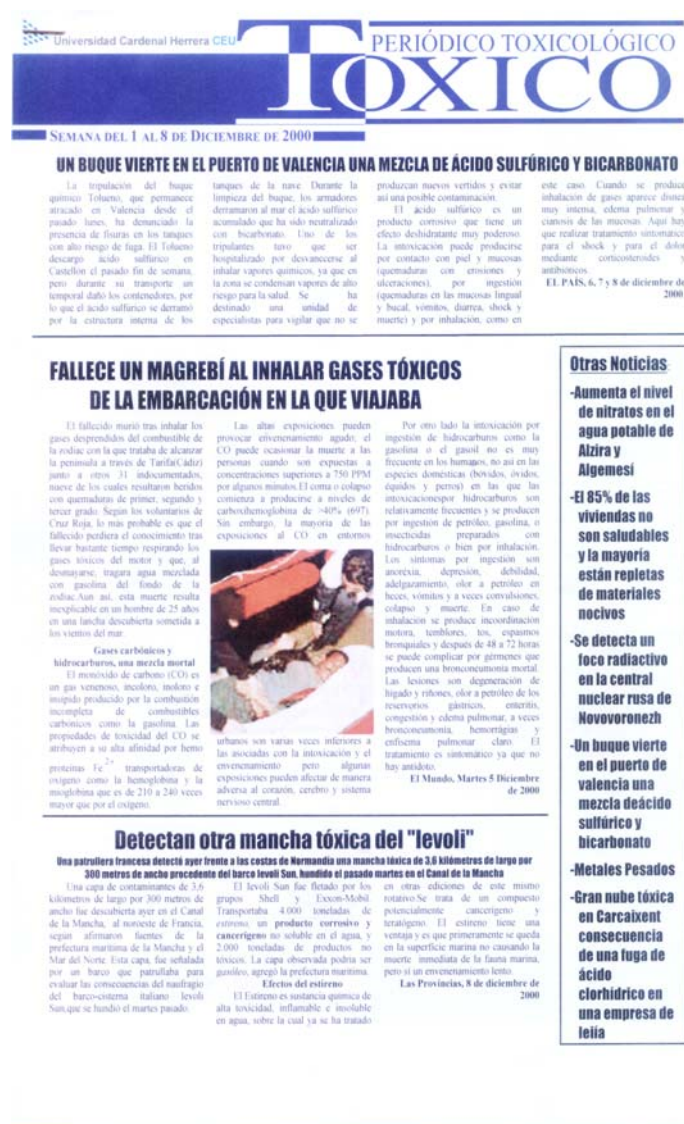 Universidad Cardenal Herrera CEU
PERIÓDICO TOXICOLÓGICO
TOXICO
SEMANA DEL 1 AL 8 DE DICIEMBRE DE 2000
UN BUQUE VIERTE EN EL PUERTO DE VALENCIA UNA MEZCLA DE ÁCIDO SULFÚRICO Y BICARBONATO
La tripulación del buque
químico Tolueno, que permanece
atracado en Valencia desde el
pasado lunes, ha denunciado la
presencia de fisuras en los tanques
con alto riesgo de fuga. El Tolueno
descargo ácido sulfúrico en
Castellón el pasado fin de semana,
pero durante su transporte un
temporal dañó los contenedores, por
lo que el ácido sulfúrico se derramó
por la estructura interna de los
tanques de la nave. Durante la
limpieza del buque, los armadores
derramaron al mar el ácido sulfúrico
acumulado que ha sido neutralizado
con bicarbonato. Uno de los
tripulantes tuvo que ser
hospitalizado por desvanecerse al
inhalar vapores químicos, ya que en
la zona se condensan vapores de alto
riesgo para la salud. Se ha
destinado una unidad de
especialistas para vigilar que no se
produzcan nuevos vertidos y evitar
así una posible contaminación.
El ácido sulfúrico es un
producto corrosivo que tiene un
efecto deshidratante muy poderoso.
La intoxicación puede producirse
por contacto con piel y mucosas
(quemaduras con erosiones y
ulceraciones), por ingestión
(quemaduras en las mucosas lingual
y bucal, vómitos, diarrea, shock y
muerte) y por inhalación, como en
este caso. Cuando se produce
inhalación de gases aparece disnea
muy intensa, edema pulmonar y
cianosis de las mucosas. Aquí hay
que realizar tratamiento sintomático
para el shock y para el dolor
mediante corticosteroides y
antibióticos.
EL PAÍS, 6, 7 y 8 de diciembre de
2000
FALLECE UN MAGREBÍ AL INHALAR GASES TÓXICOS
DE LA EMBARCACIÓN EN LA QUE VIAJABA
El fallecido murió tras inhalar los
gases desprendidos del combustible de
la zodiac con la que trataba de alcanzar
la península a través de Tarifa(Cádiz)
junto a otros 31 indocumentados,
nueve de los cuales resultaron heridos
con quemaduras de primer, segundo y
tercer grado. Según los voluntarios de
Cruz Roja, lo más probable es que el
fallecido perdiera el conocimiento tras
llevar bastante tiempo respirando los
gases tóxicos del motor y que, al
desmayarse, tragara agua mezclada
con gasolina del fondo de la
zodiac.Aun así, esta muerte resulta
inexplicable en un hombre de 25 años
en una lancha descubierta sometida a
los vientos del mar.
Gases carbónicos y
hidrocarburos, una mezcla mortal
El monóxido de carbono (CO) es
un gas venenoso, incoloro, inoloro e
insípido producido por la combustión
incompleta de combustibles
carbónicos como la gasolina. Las
propiedades de toxicidad del CO se
atribuyen a su alta afinidad por hemo
proteínas Fe2+ transportadoras de
oxígeno como la hemoglobina y la
mioglobina que es de 210 a 240 veces
mayor que por el oxígeno.
Las altas exposiciones pueden
provocar envenenamiento agudo; el
CO puede ocasionar la muerte a las
personas cuando son expuestas a
concentraciones superiores a 750 PPM
por algunos minutos.El coma o colapso
comienza a producirse a niveles de
carboxihemoglobina de >40% (697).
Sin embargo, la mayoría de las
exposiciones al CO en entornos
urbanos son varias veces inferiores a
las asociadas con la intoxicación y el
envenenamiento pero algunas
exposiciones pueden afectar de manera
adversa al corazón, cerebro y sistema
nervioso central.
Por otro lado la intoxicación por
ingestión de hidrocarburos como la
gasolina o el gasoil no es muy
frecuente en los humanos, no así en las
especies domésticas (bóvidos, óvidos,
équidos y perros) en las que las
intoxicacionespor hidrocarburos son
relativamente frecuentes y se producen
por ingestión de petróleo, gasolina, o
insecticidas preparados con
hidrocarburos o bien por inhalación.
Los síntomas por ingestión son
anorexia, depresión, debilidad,
adelgazamiento, olor a petróleo en
heces, vómitos y a veces convulsiones,
colapso y muerte. En caso de
inhalación se produce incoordinación
motora, temblores, tos, espasmos
bronquiales y después de 48 a 72 horas
se puede complicar por gérmenes que
producen una bronconeumonía mortal.
Las lesiones son degeneración de
hígado y riñones, olor a petróleo de los
reservorios gástricos, enteritis,
congestión y edema pulmonar, a veces
bronconeumonía, hemorrágias y
enfisema pulmonar claro. El
tratamiento es sintomático ya que no
hay antídoto.
El Mundo, Martes 5 Diciembre
de 2000
Otras Noticias
-Aumenta el nivel
de nitratos en el
agua potable de
Alzira y
Algemesí
-El 85% de las
viviendas no
son saludables
y la mayoría
están repletas
de materiales
nocivos
-Se detecta un
foco radiactivo
en la central
nuclear rusa de
Novovoronezh
-Un buque vierte
en el puerto de
valencia una
mezcla deácido
sulfúrico y
bicarbonato
-Metales Pesados
-Gran nube tóxica
en Carcaixent
consecuencia
de una fuga de
ácido
clorhídrico en
una empresa de
lejía
Detectan otra mancha tóxica del "Ievoli"
Una patrullera francesa detectó ayer frente a las costas de Normandía una mancha tóxica de 3,6 kilómetros de largo por
300 metros de ancho procedente del barco Ievoli Sun, hundido el pasado martes en el Canal de la Mancha
Una capa de contaminantes de 3,6
kilómetros de largo por 300 metros de
ancho fue descubierta ayer en el Canal
de la Mancha, al noroeste de Francia,
según afirmaron fuentes de la
prefectura marítima de la Mancha y el
Mar del Norte. Esta capa, fue señalada
por un barco que patrullaba para
evaluar las consecuencias del naufragio
del barco-cisterna italiano Ievoli
Sun,que se hundió el martes pasado.
El Ievoli Sun fue fletado por los
grupos Shell y Exxon-Mobil.
Transportaba 4.000 toneladas de
estireno, un producto corrosivo y
cancerígeno no soluble en el agua, y
2.000 toneladas de productos no
tóxicos. La capa observada podría ser
gasóleo, agregó la prefectura marítima.
Efectos del estireno
El Estireno es sustancia química de
alta toxicidad, inflamable e insoluble
en agua, sobre la cual ya se ha tratado
en otras ediciones de este mismo
rotativo.Se trata de un compuesto
potencialmente cancerígeno y
teratógeno. El estireno tiene una
ventaja y es que primeramente se queda
en la superficie marina no causando la
muerte inmediata de la fauna marina,
pero si un envenenamiento lento.
Las Provincias, 8 de diciembre de
2000